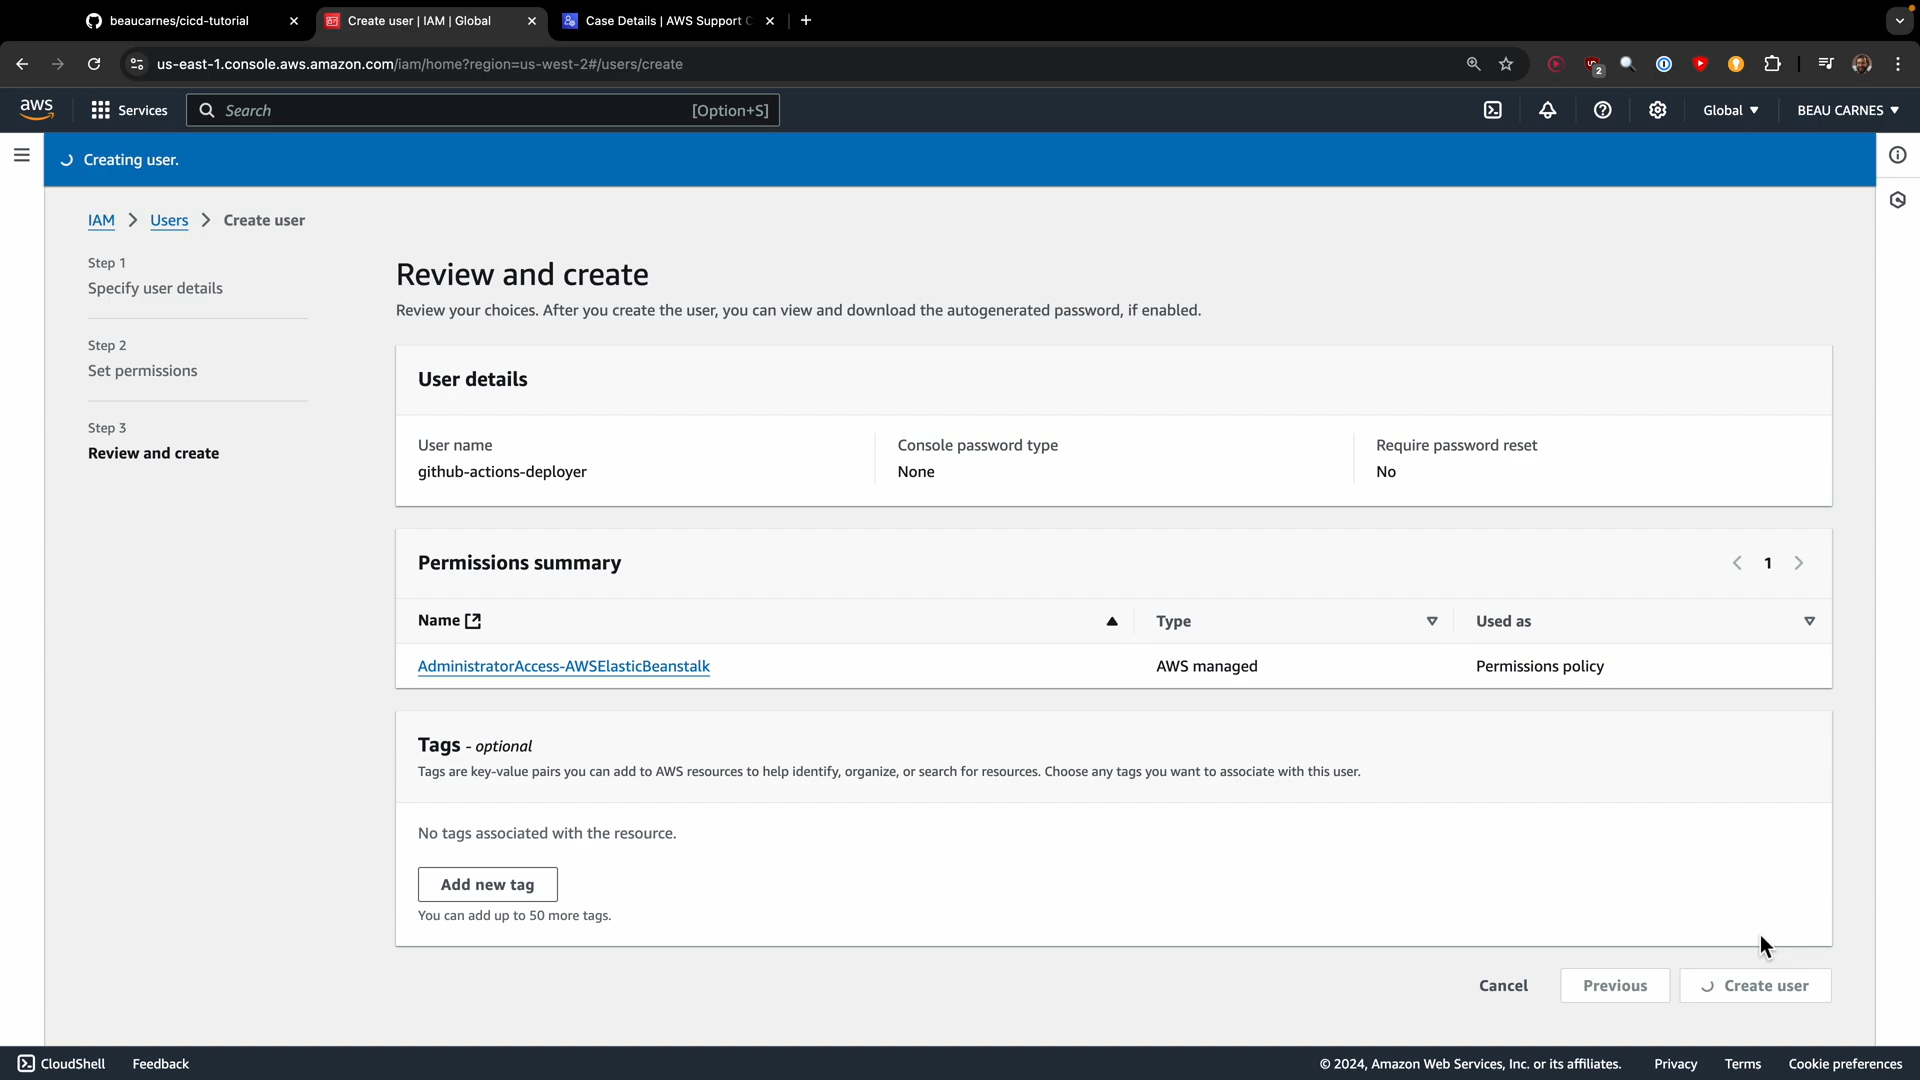 beaucarnes/cicd-tutorial
Create user | IAM | Global
Case Details | AWS Support C
us-east-1.console.aws.amazon.com/iam/home?region=us-west-2#/users/create
2
aws
Services
Search
[Option+S]
Global
BEAU CARNES
Creating user.
IAM
Users
Create user
Step 1
Specify user details
Step 2
Set permissions
Step 3
Review and create
Review and create
Review your choices. After you create the user, you can view and download the autogenerated password, if enabled.
User details
User name
github-actions-deployer
Console password type
None
Require password reset
No
Permissions summary
1
Name
Type
Used as
AdministratorAccess-AWSElasticBeanstalk
AWS managed
Permissions policy
Tags - optional
Tags are key-value pairs you can add to AWS resources to help identify, organize, or search for resources. Choose any tags you want to associate with this user.
No tags associated with the resource.
Add new tag
You can add up to 50 more tags.
Cancel
Previous
Create user
CloudShell
Feedback
© 2024, Amazon Web Services, Inc. or its affiliates.
Privacy
Terms
Cookie preferences